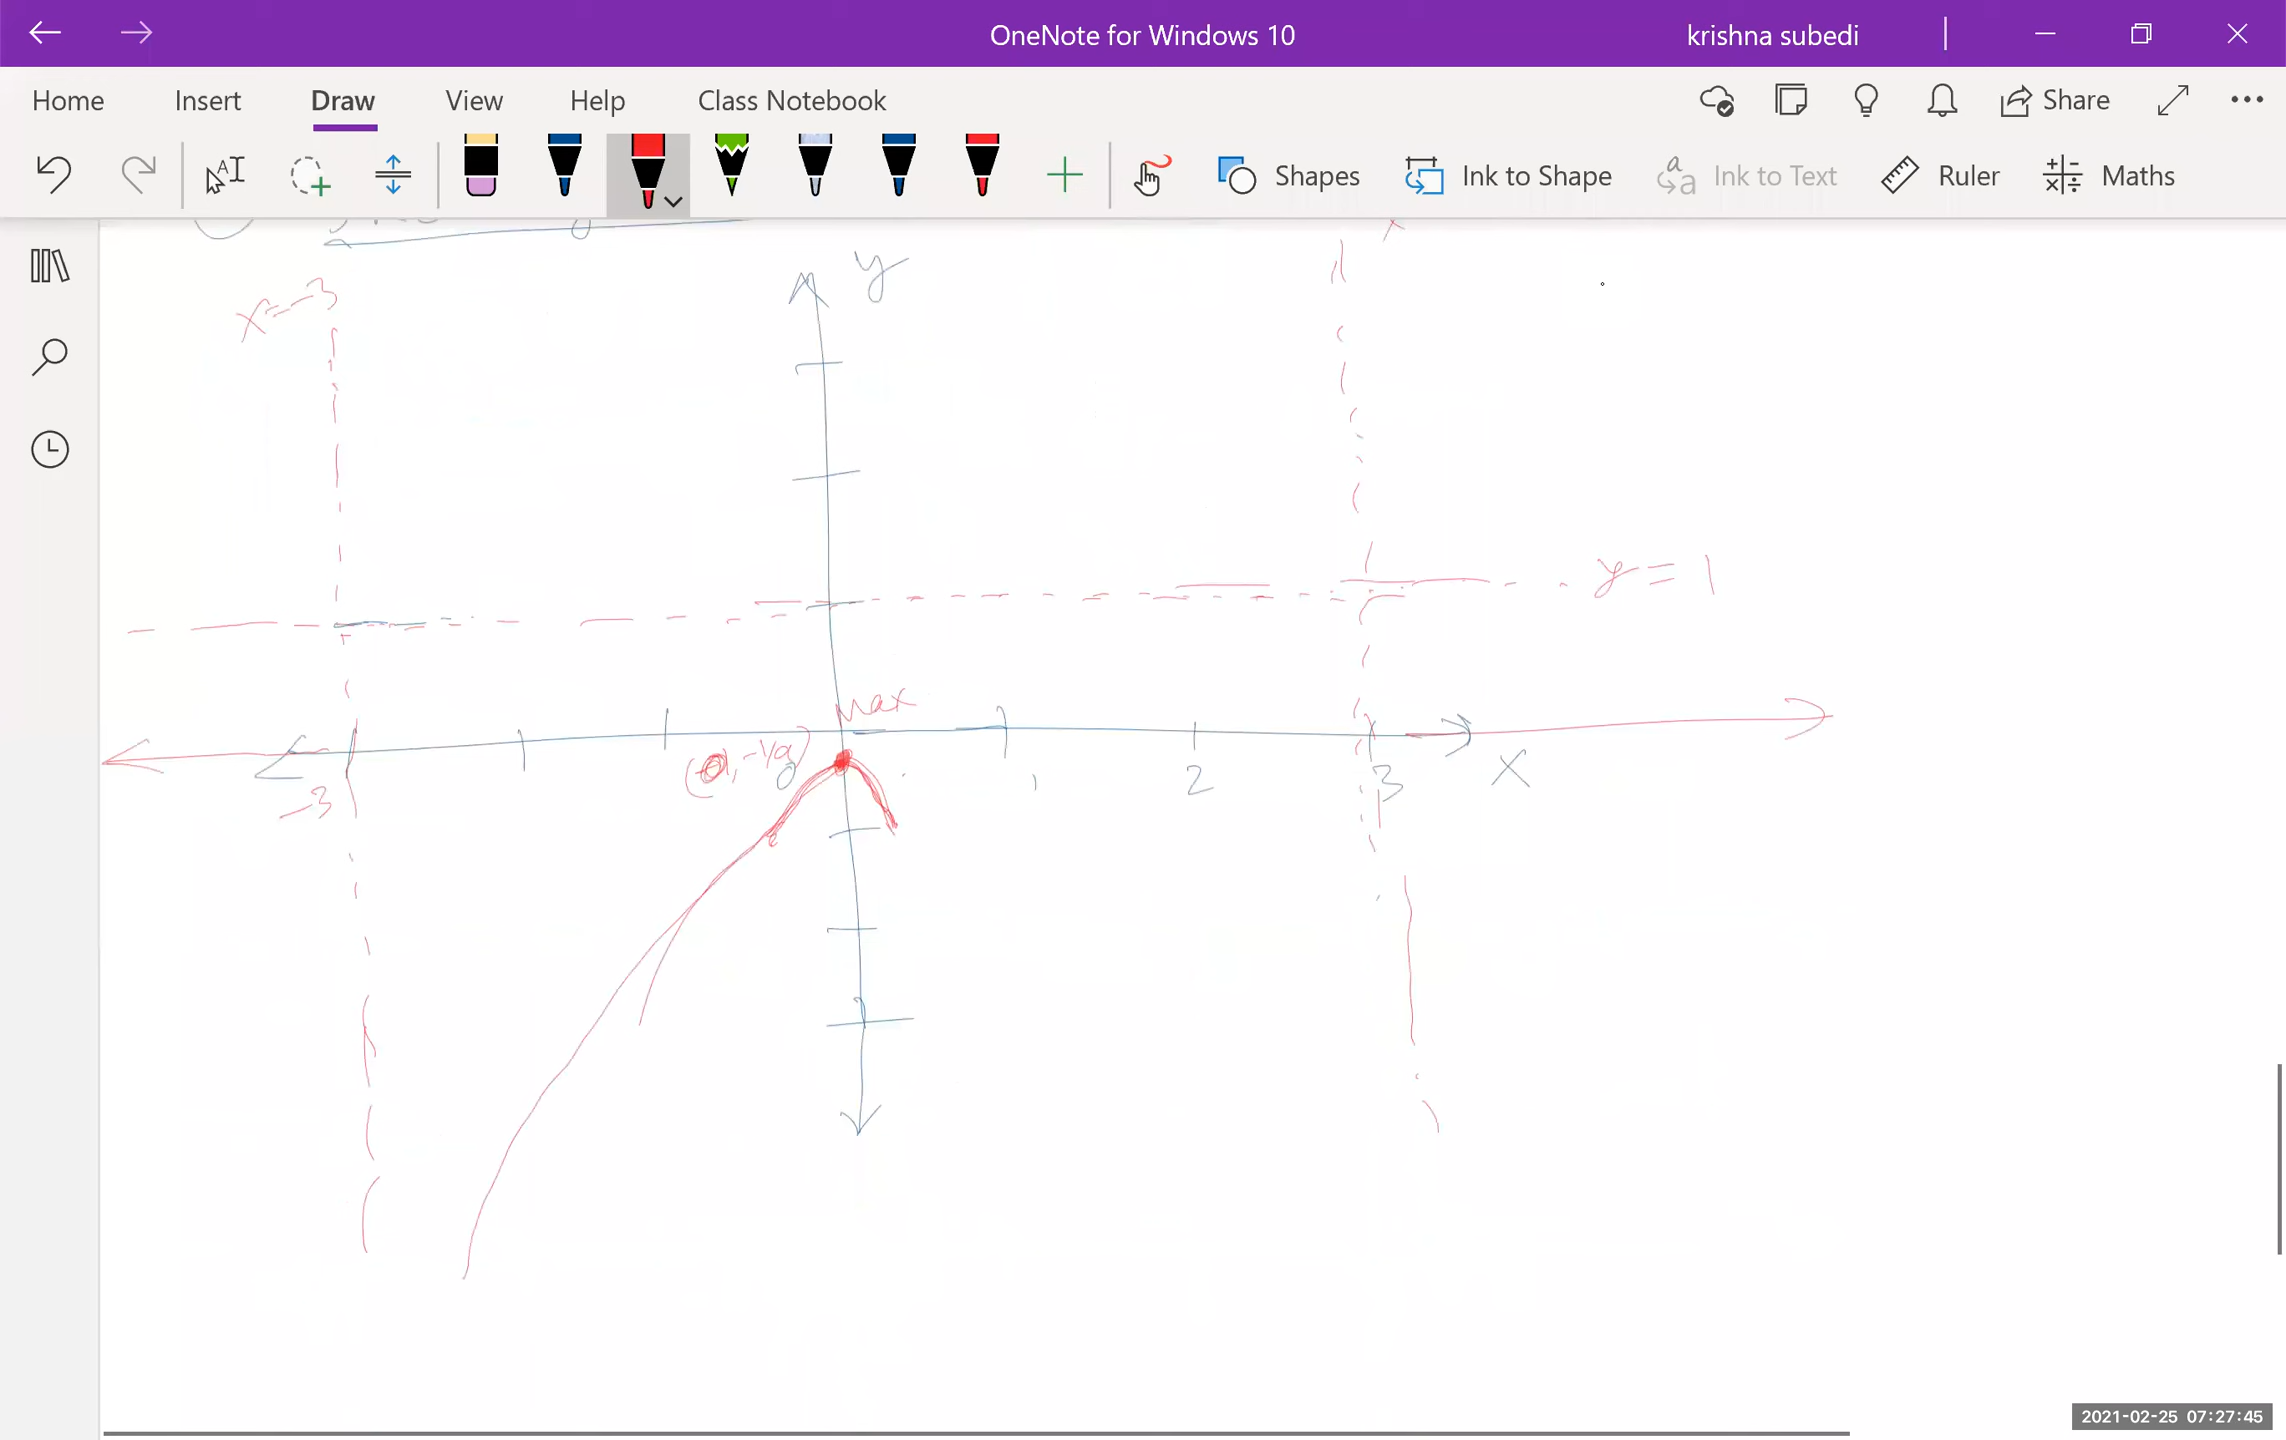 OneNote for Windows 10
krishna subedi
Home Insert Draw View Help Class Notebook Share
Shapes Ink to Shape Ink to Text Ruler Maths
y
x=-3
y = 1
Max
(0, -1/9)
-3
1 2 3 X
2021-02-25 07:27:45